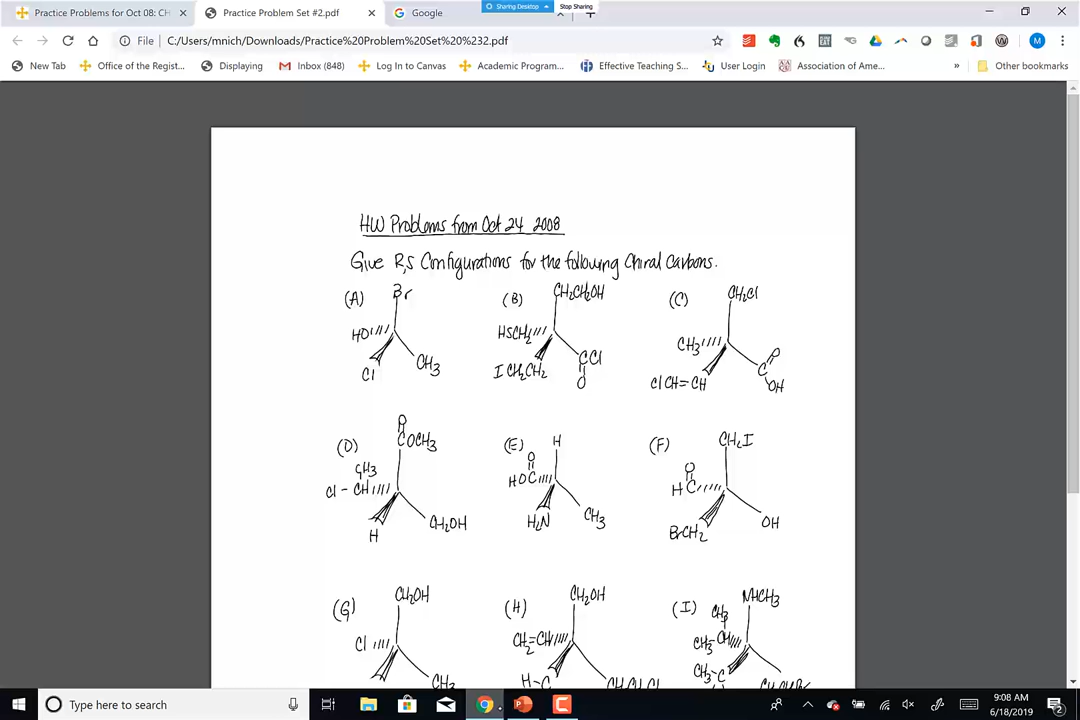 Practice Problems for Oct 08: CH
Practice Problem Set #2.pdf
Google
Sharing Desktop
Stop Sharing
File
C:/Users/mnich/Downloads/Practice%20Problem%20Set%20%232.pdf
M
New Tab
Office of the Regist...
Displaying
Inbox (848)
Log In to Canvas
Academic Program...
Effective Teaching S...
User Login
Association of Ame...
»
Other bookmarks
HW Problems from Oct 24 2008
Give R,S Configurations for the following Chiral Carbons.
(A) Br
HO
Cl
CH3
(B) CH2CH2OH
HSCH2
ICH2CH2
CCl
O
(C) CH2Cl
CH3
ClCH=CH
C
O
OH
(D) O
COCH3
CH3
Cl-CH
H
CH2OH
(E) H
O
HOC
H2N
CH3
(F) CH2I
O
HC
BrCH2
OH
(G) CH2OH
Cl
CH3
(H) CH2OH
CH2=CH
H-C
(I) NHCH3
CH3
CH3-CH
CH3-C
Type here to search
9:08 AM
6/18/2019
2